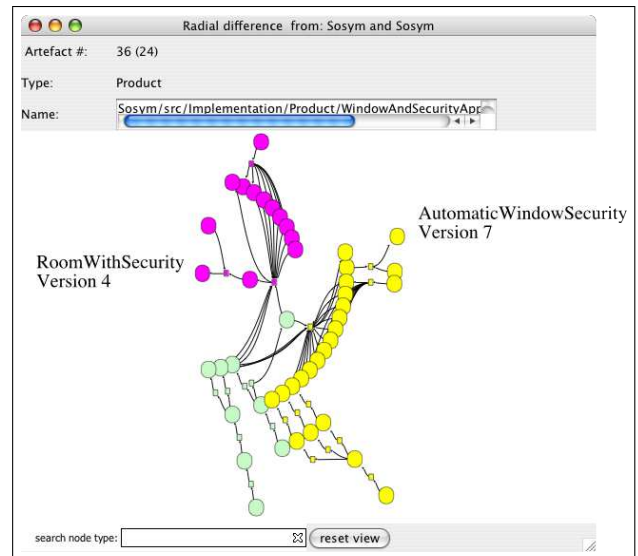 Radial difference from: Sosym and Sosym
Artefact #: 36 (24)
Type: Product
Name: Sosym/src/Implementation/Product/WindowAndSecurityApp
AutomaticWindowSecurity
Version 7
RoomWithSecurity
Version 4
search node type: reset view